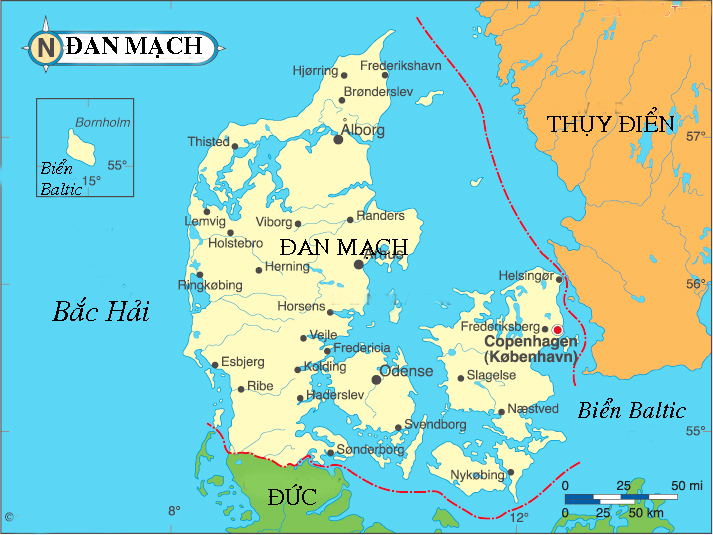 N ĐAN MẠCH
Bornholm
Biển
Baltic
55°
15°
Hjørring
Frederikshavn
Brønderslev
Alborg
Thisted
THỤY ĐIỂN
57°
Lemvig
Viborg
Randers
Holstebro
ĐAN MẠCH
Århus
Herning
Ringkøbing
Helsingør
56°
Bắc Hải
Horsens
Frederiksberg
Copenhagen
(København)
Vejle
Fredericia
Esbjerg
Kolding
Odense
Slagelse
Ribe
Haderslev
Næstved
Biển Baltic
Svendborg
55°
Sønderborg
Nykøbing
ĐỨC
0 25 50 mi
0 25 50 km
8°
12°
©